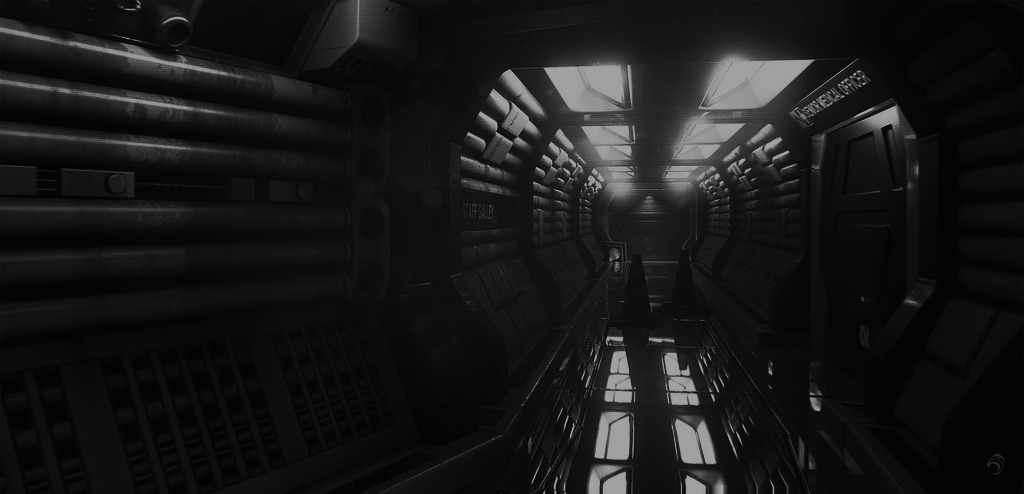 STAFF GALLEY
SENIOR MEDICAL OFFICER